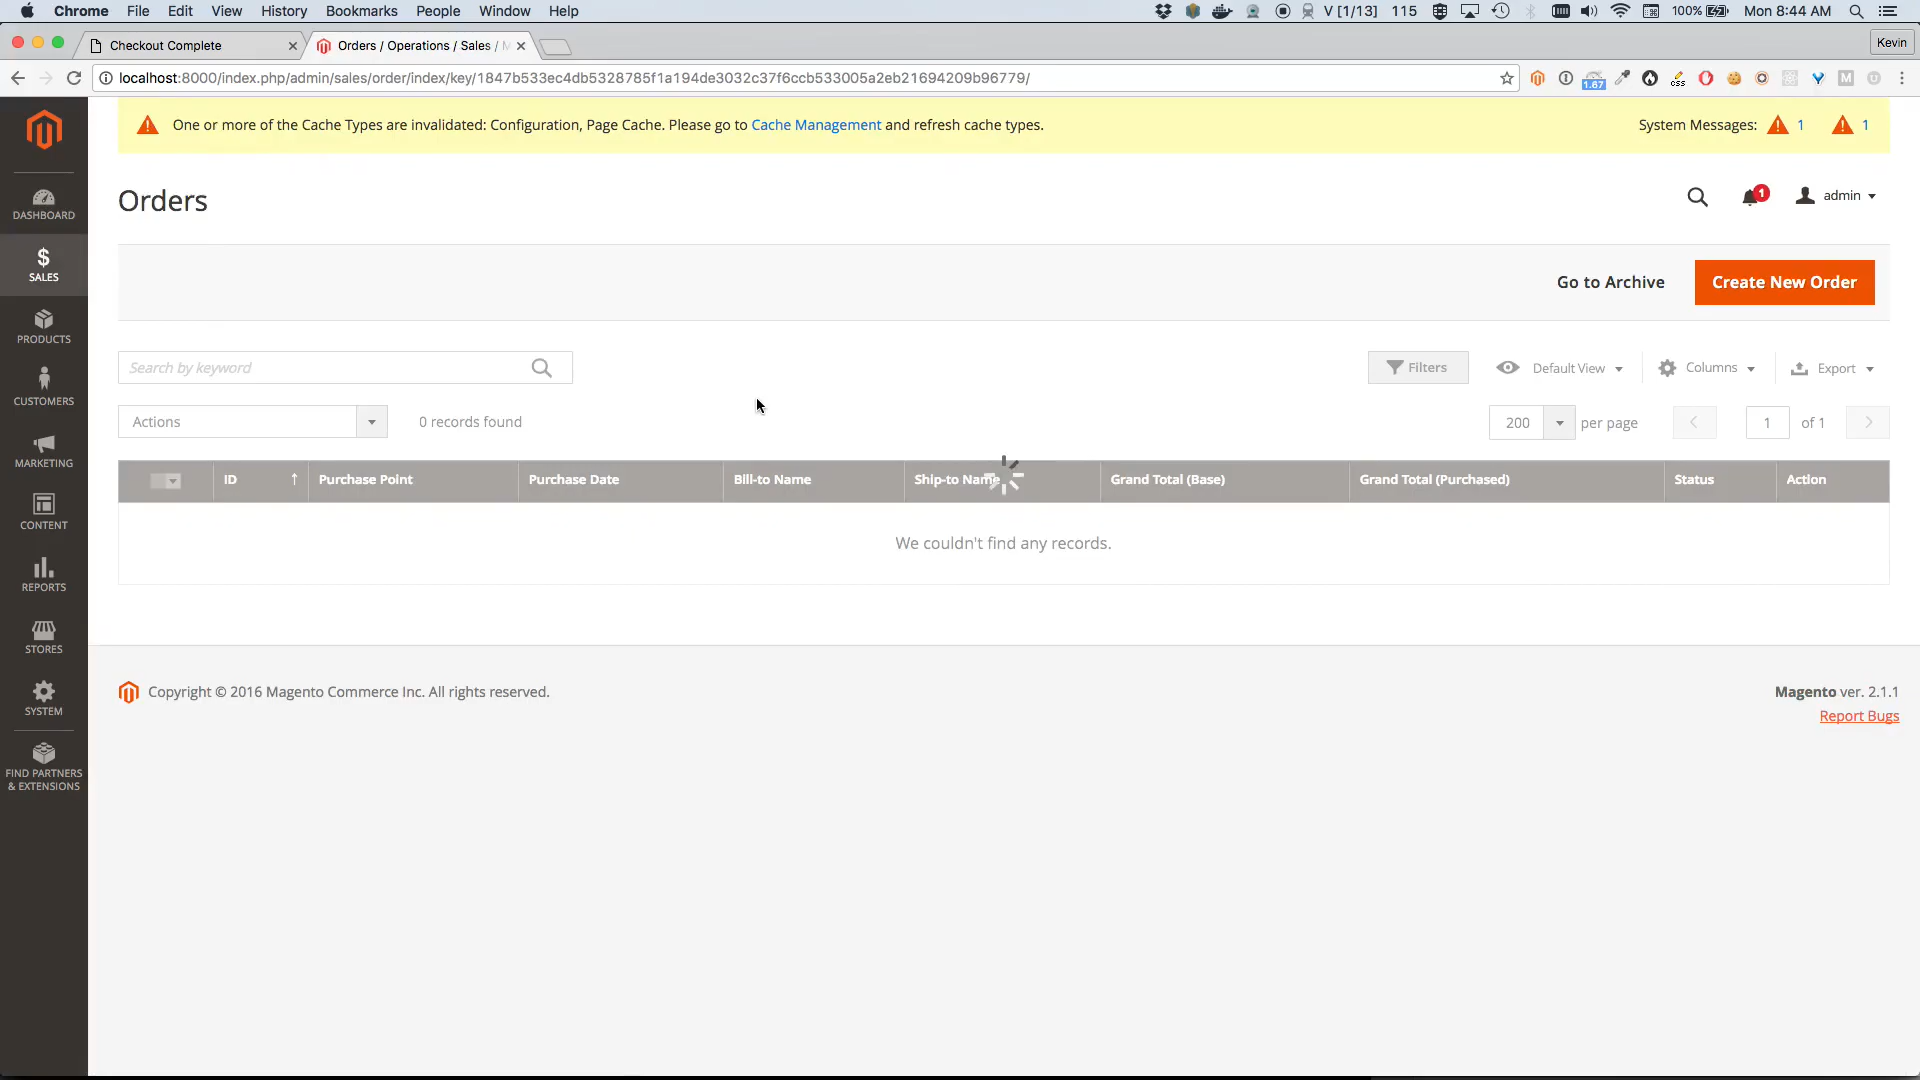 Chrome File Edit View History Bookmarks People Window Help V [1/13] 115 100% Mon 8:44 AM
Checkout Complete Orders / Operations / Sales / M Kevin
localhost:8000/index.php/admin/sales/order/index/key/1847b533ec4db5328785f1a194de3032c37f6ccb533005a2eb21694209b96779/ 1.67 css M
One or more of the Cache Types are invalidated: Configuration, Page Cache. Please go to Cache Management and refresh cache types. System Messages: 1 1
Orders 1 admin
DASHBOARD
$
SALES
Go to Archive Create New Order
PRODUCTS
Search by keyword Filters Default View Columns Export
CUSTOMERS
Actions 0 records found 200 per page 1 of 1
MARKETING
ID Purchase Point Purchase Date Bill-to Name Ship-to Name Grand Total (Base) Grand Total (Purchased) Status Action
CONTENT
We couldn't find any records.
REPORTS
STORES
Copyright © 2016 Magento Commerce Inc. All rights reserved. Magento ver. 2.1.1
SYSTEM
Report Bugs
FIND PARTNERS
& EXTENSIONS